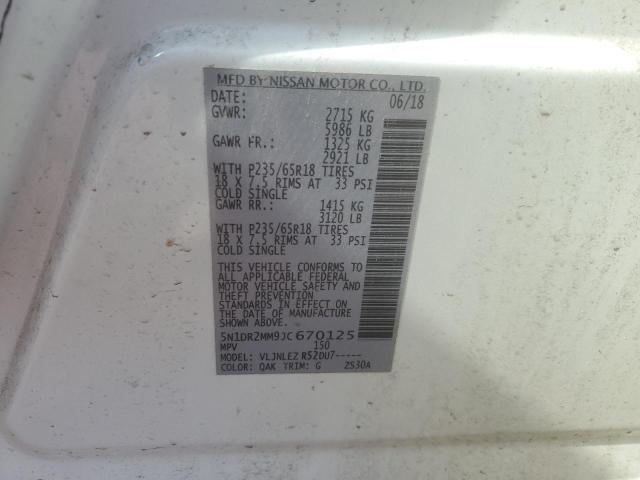 MFD BY NISSAN MOTOR CO., LTD.
DATE: 06/18
GVWR: 2715 KG
5986 LB
GAWR FR.: 1325 KG
2921 LB
WITH P235/65R18 TIRES
18 X 7.5 RIMS AT 33 PSI
COLD SINGLE
GAWR RR.: 1415 KG
3120 LB
WITH P235/65R18 TIRES
18 X 7.5 RIMS AT 33 PSI
COLD SINGLE
THIS VEHICLE CONFORMS TO
ALL APPLICABLE FEDERAL
MOTOR VEHICLE SAFETY AND
THEFT PREVENTION
STANDARDS IN EFFECT ON
THE DATE OF MANUFACTURE
SHOWN ABOVE.
5N1DR2MM9JC670125
MPV 150
MODEL: VLJNLEZ R52DU7-----
COLOR: QAK TRIM: G ZS30A